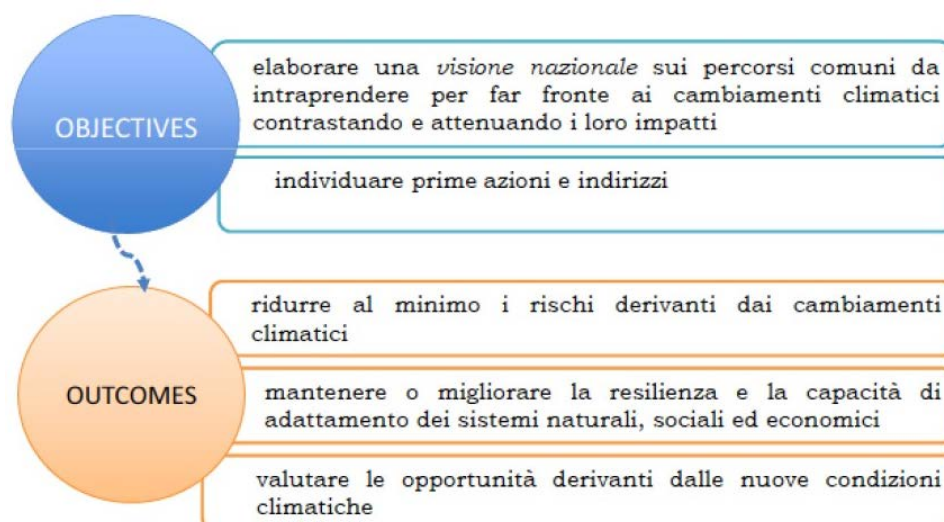 OBJECTIVES
elaborare una visione nazionale sui percorsi comuni da
intraprendere per far fronte ai cambiamenti climatici
contrastando e attenuando i loro impatti
individuare prime azioni e indirizzi
OUTCOMES
ridurre al minimo i rischi derivanti dai cambiamenti
climatici
mantenere o migliorare la resilienza e la capacità di
adattamento dei sistemi naturali, sociali ed economici
valutare le opportunità derivanti dalle nuove condizioni
climatiche